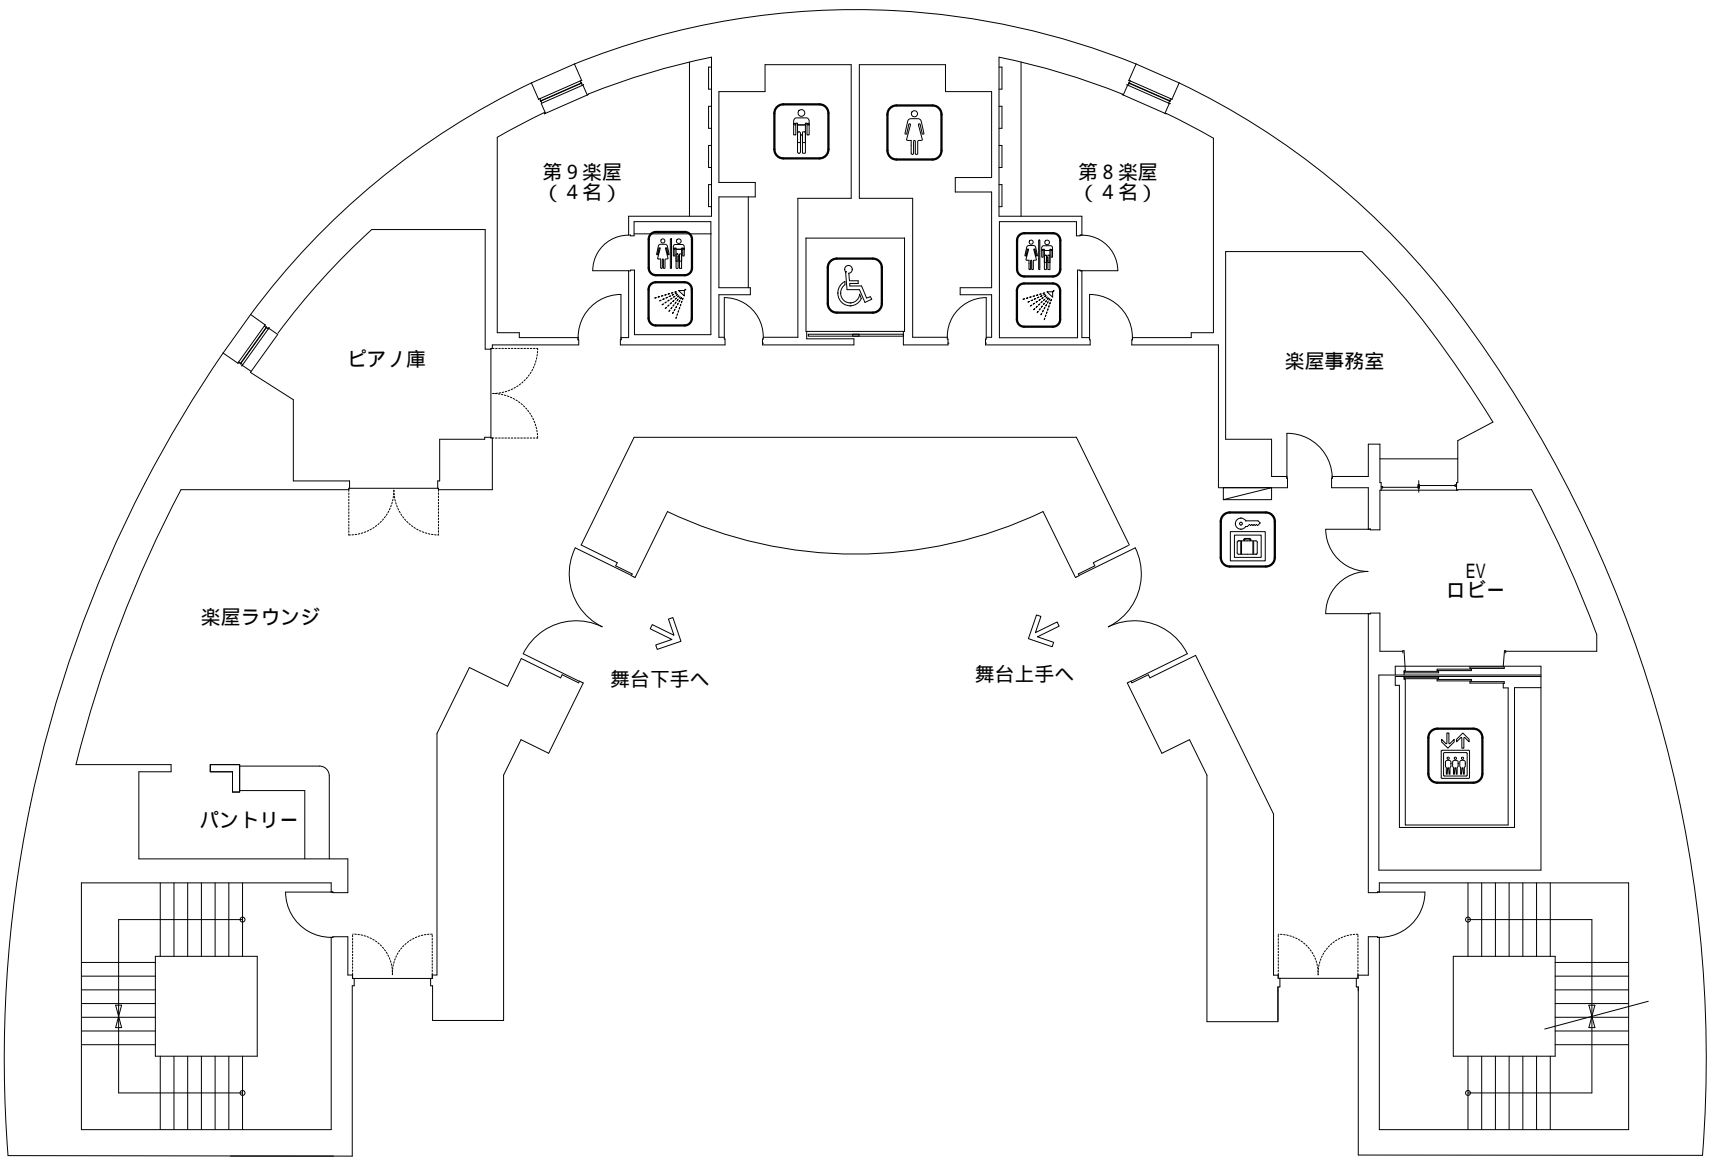 第9楽屋
(4名)
第8楽屋
(4名)
ピアノ庫
楽屋事務室
EV
ロビー
楽屋ラウンジ
舞台下手へ
舞台上手へ
パントリー